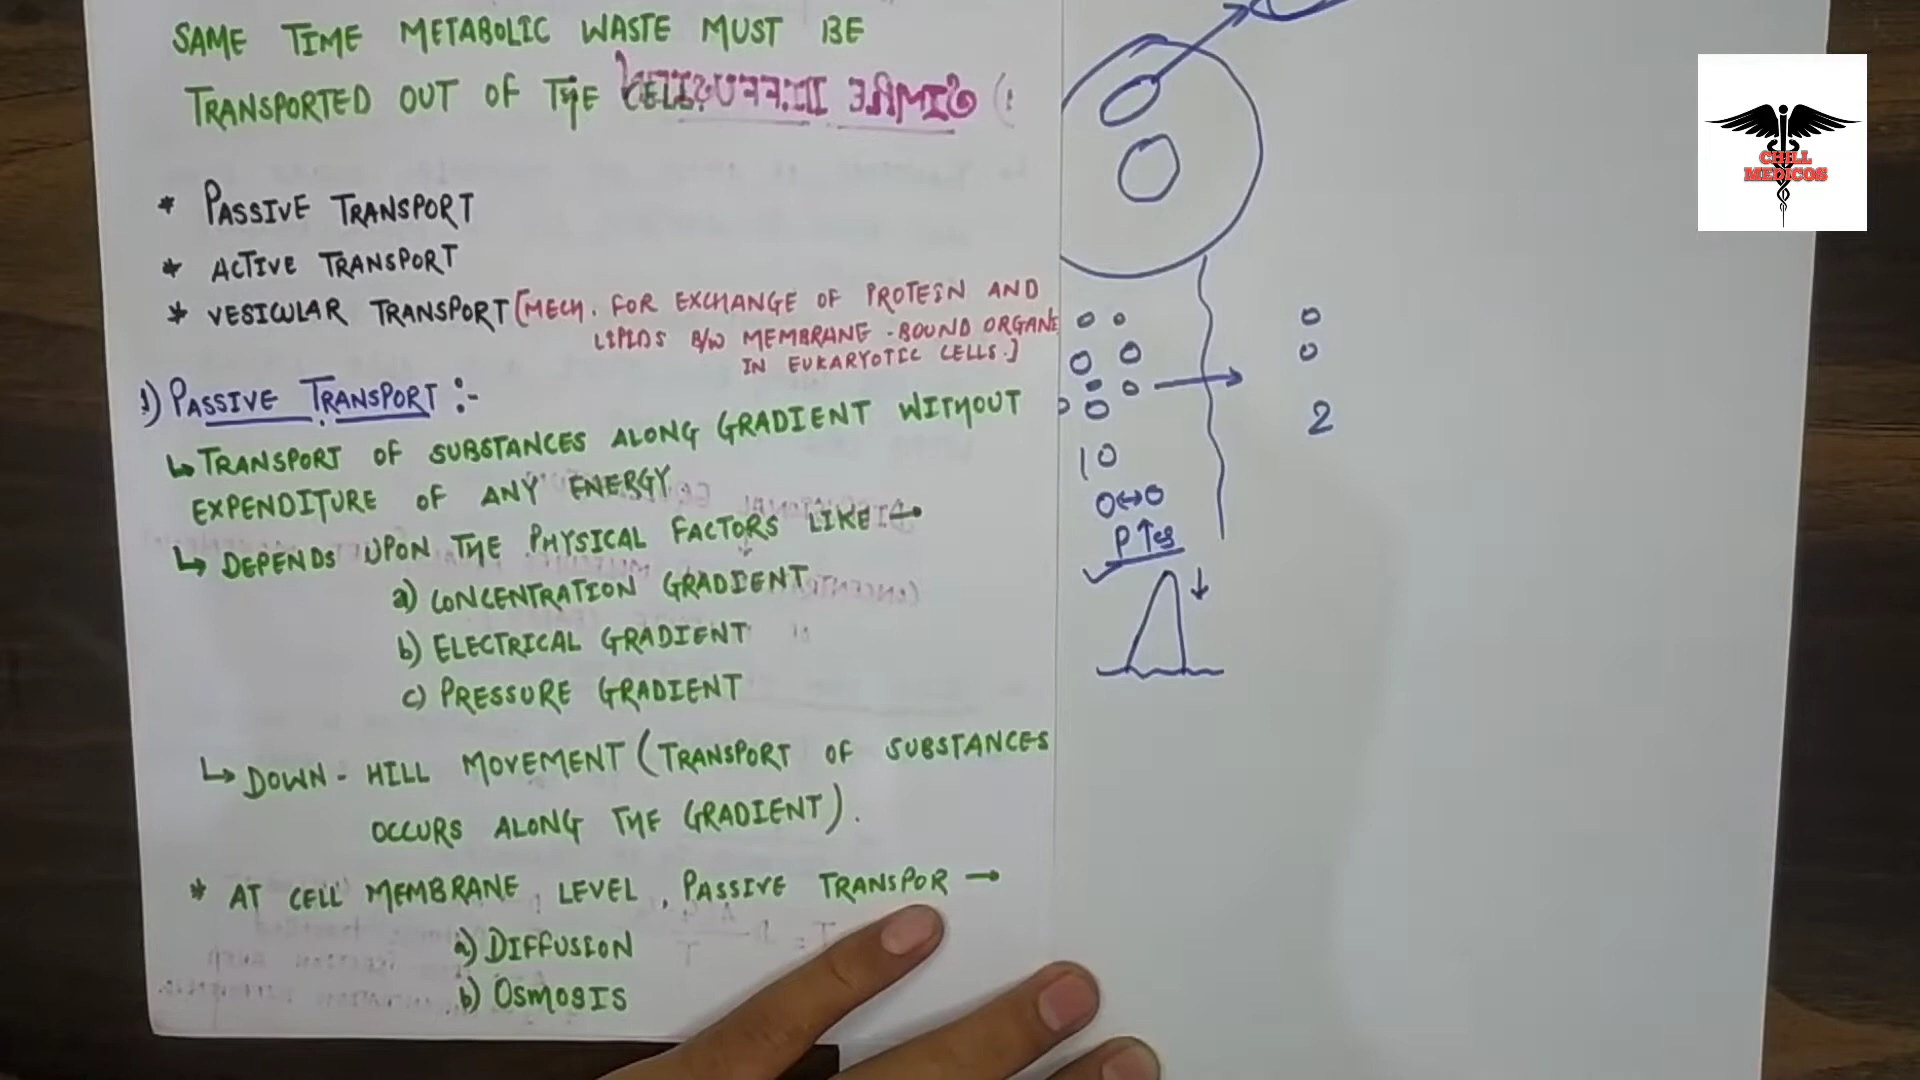 SAME TIME METABOLIC WASTE MUST BE
TRANSPORTED OUT OF THE CELL.
* PASSIVE TRANSPORT
* ACTIVE TRANSPORT
* VESICULAR TRANSPORT [MECH. FOR EXCHANGE OF PROTEIN AND
LIPIDS B/W MEMBRANE-BOUND ORGANE
IN EUKARYOTIC CELLS.]
1) PASSIVE TRANSPORT :-
↳ TRANSPORT OF SUBSTANCES ALONG GRADIENT WITHOUT
EXPENDITURE OF ANY ENERGY.
↳ DEPENDS UPON THE PHYSICAL FACTORS LIKE →
a) CONCENTRATION GRADIENT
b) ELECTRICAL GRADIENT
c) PRESSURE GRADIENT
↳ DOWN-HILL MOVEMENT (TRANSPORT OF SUBSTANCES
OCCURS ALONG THE GRADIENT).
* AT CELL MEMBRANE LEVEL, PASSIVE TRANSPOR →
a) DIFFUSION
b) OSMOSIS
10
2
CHILL
MEDICOS